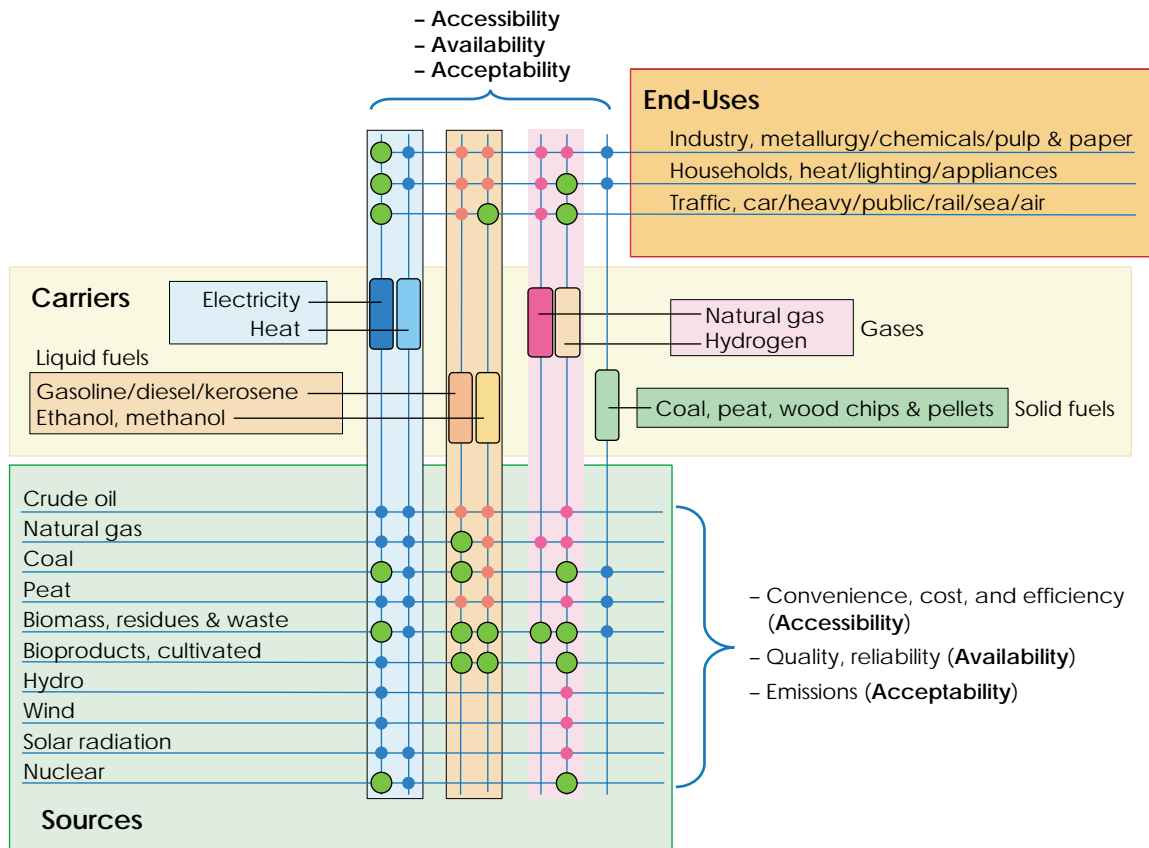 – Accessibility
– Availability
– Acceptability
End-Uses
Industry, metallurgy/chemicals/pulp & paper
Households, heat/lighting/appliances
Traffic, car/heavy/public/rail/sea/air
Carriers
Electricity
Heat
Natural gas
Hydrogen
Gases
Liquid fuels
Gasoline/diesel/kerosene
Ethanol, methanol
Coal, peat, wood chips & pellets
Solid fuels
Crude oil
Natural gas
Coal
Peat
Biomass, residues & waste
Bioproducts, cultivated
Hydro
Wind
Solar radiation
Nuclear
Sources
– Convenience, cost, and efficiency
(Accessibility)
– Quality, reliability (Availability)
– Emissions (Acceptability)